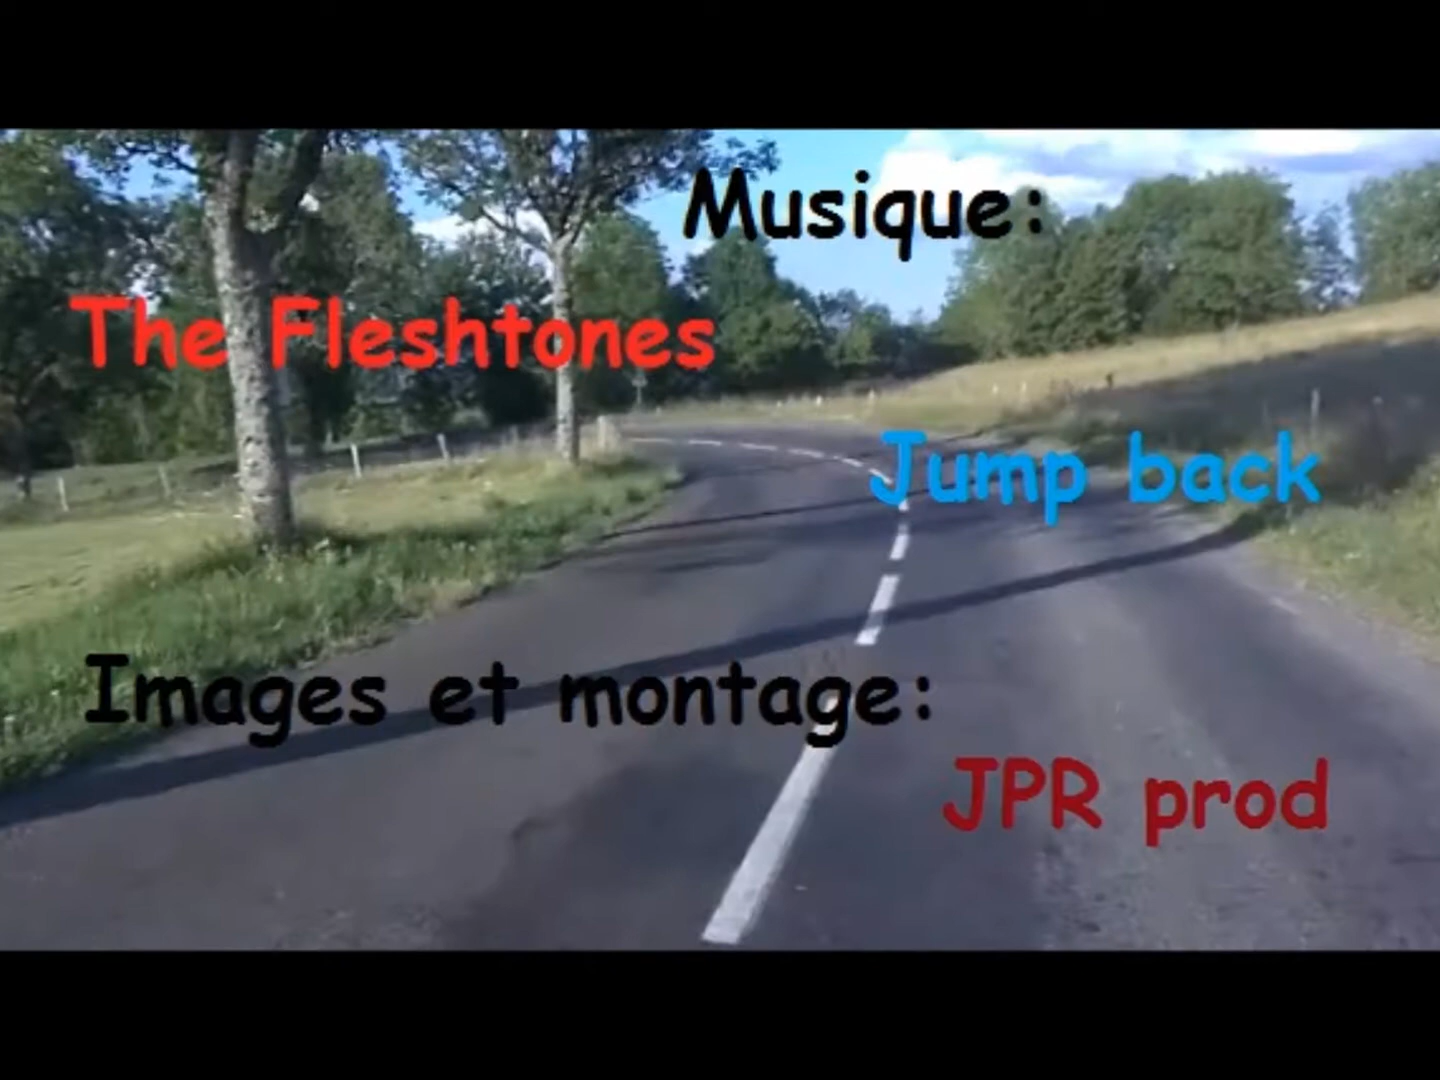 Musique:
The Fleshtones
Jump back
Images et montage:
JPR prod